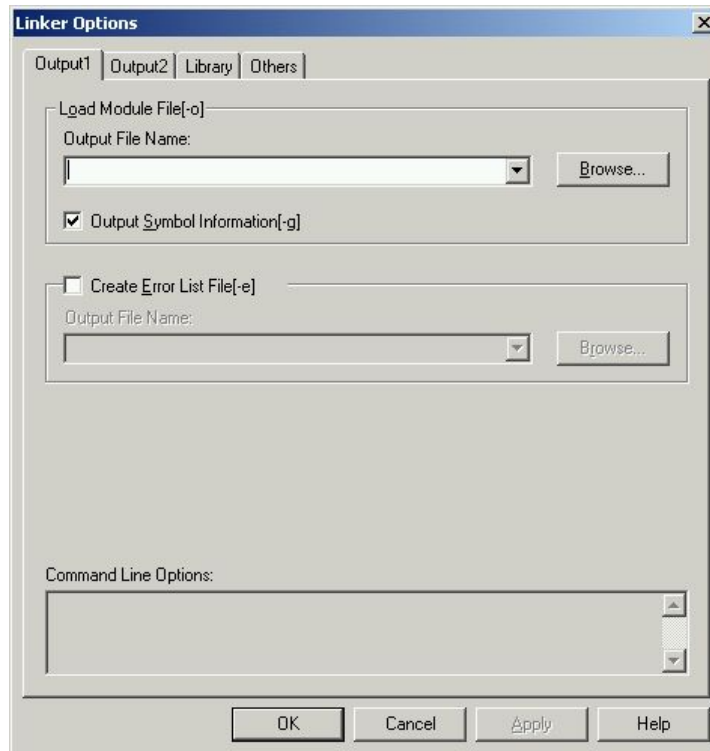 Linker Options
Output1 Output2 Library Others
Load Module File[-o]
Output File Name:
Browse...
Output Symbol Information[-g]
Create Error List File[-e]
Output File Name:
Browse...
Command Line Options:
OK Cancel Apply Help